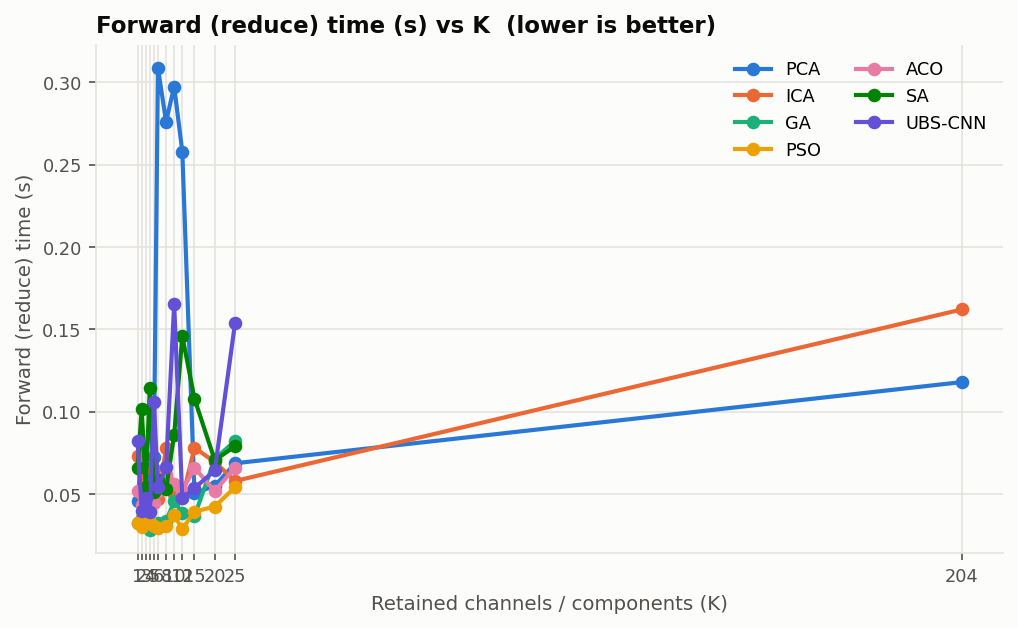 Forward (reduce) time (s) vs K  (lower is better)
PCA
ICA
GA
PSO
ACO
SA
UBS-CNN
Forward (reduce) time (s)
0.30
0.25
0.20
0.15
0.10
0.05
20
25
204
Retained channels / components (K)